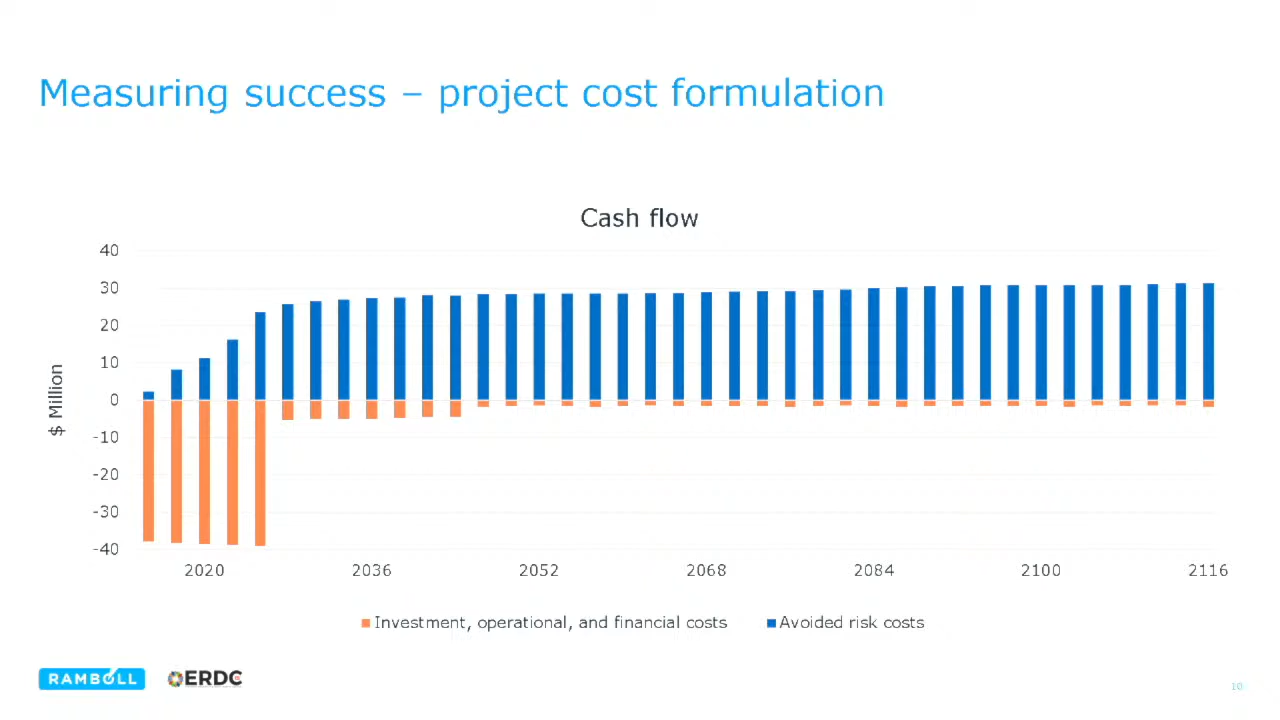 Measuring success – project cost formulation
Cash flow
40
30
20
10
0
-10
-20
-30
-40
$ Million
2020 2036 2052 2068 2084 2100 2116
Investment, operational, and financial costs Avoided risk costs
RAMBOLL ERDC
10